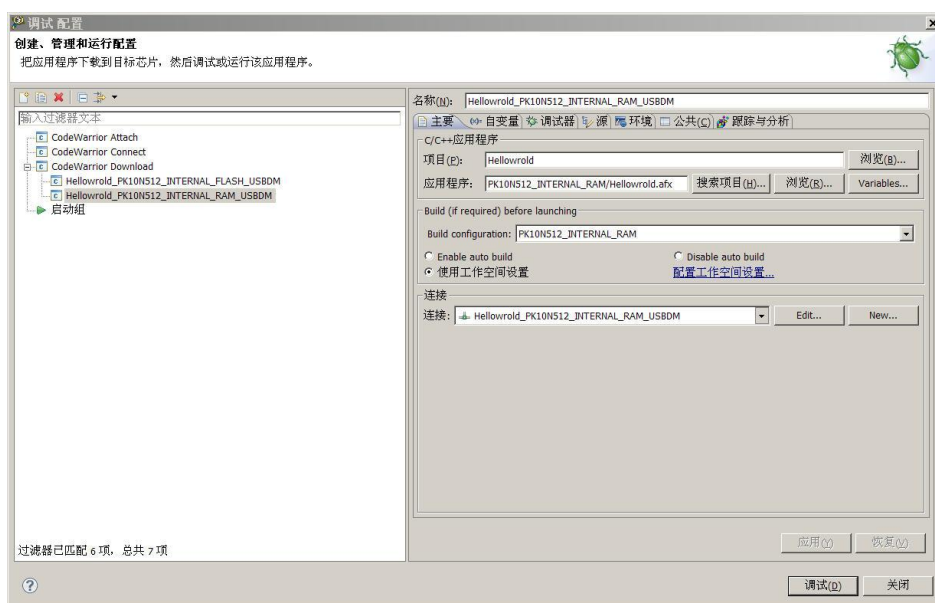 调试 配置
创建、管理和运行配置
把应用程序下载到目标芯片，然后调试或运行该应用程序。
输入过滤器文本
CodeWarrior Attach
CodeWarrior Connect
CodeWarrior Download
Hellowrold_PK10N512_INTERNAL_FLASH_USBDM
Hellowrold_PK10N512_INTERNAL_RAM_USBDM
启动组
过滤器已匹配 6 项，总共 7 项
名称(N): Hellowrold_PK10N512_INTERNAL_RAM_USBDM
主要 (x)= 自变量 调试器 源 环境 公共(C) 跟踪与分析
C/C++应用程序
项目(P): Hellowrold 浏览(B)...
应用程序: PK10N512_INTERNAL_RAM/Hellowrold.afx 搜索项目(H)... 浏览(R)... Variables...
Build (if required) before launching
Build configuration: PK10N512_INTERNAL_RAM
Enable auto build Disable auto build
使用工作空间设置 配置工作空间设置...
连接
连接: Hellowrold_PK10N512_INTERNAL_RAM_USBDM Edit... New...
应用(Y) 恢复(V)
调试(D) 关闭